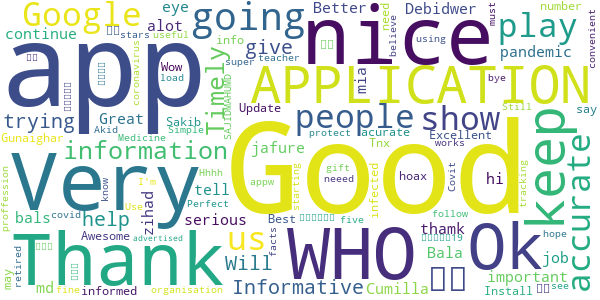 Google
eye
going
nice
Better
Debidwer
need
number
must
continue
stars
useful
alot
give
play
app
coronavirus
info
mia
believe
using
convenient
Wow
load
super
teacher
pandemic
Timely
SAJIDMAHUMD
APPLICATION
bye
trying
Great
Sakib
Update
people
show
Still
say
Gunaighar
Akid
Medicine
Simple
protect
acurate
Excellent
works
keep
accurate
information
jafure
Tnx
Very
Good
Hhhh
gift
appw
starting
neeed
infected
hoax
Covit
hi
tracking
proffession
know
I'm
tell
bals
covid
zihad
Use
Perfect
five
follow
help
serious
us
Best
facts
WHO
thamk
Ok
hope
job
Thank
Awesome
Will
Bala
important
may
retired
md
informed
fine
advertised
organisation
Informative
Cumilla
Install
see